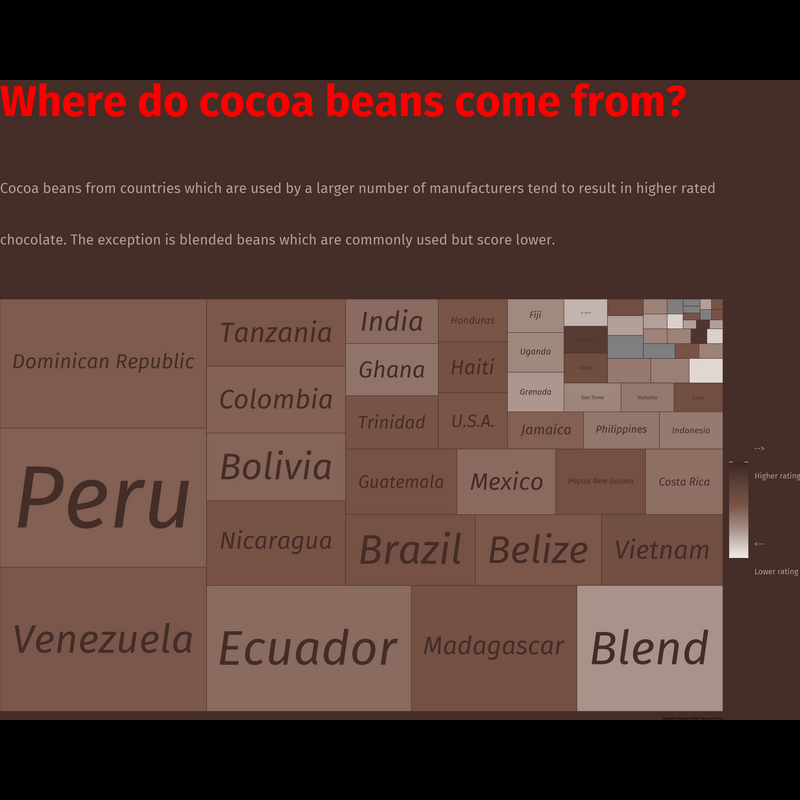 Where do cocoa beans come from?
Cocoa beans from countries which are used by a larger number of manufacturers tend to result in higher rated
chocolate. The exception is blended beans which are commonly used but score lower.
Dominican Republic
Peru
Venezuela
Tanzania
Colombia
Bolivia
Nicaragua
Ecuador
Madagascar
Blend
India
Ghana
Trinidad
Honduras
Haiti
U.S.A.
Guatemala
Mexico
Papua New Guinea
Costa Rica
Brazil
Belize
Vietnam
Fiji
Uganda
Grenada
Jamaica
Philippines
Indonesia
Sao Tome
Vanuatu
Cuba
Congo
-->
Higher rating
<--
Lower rating